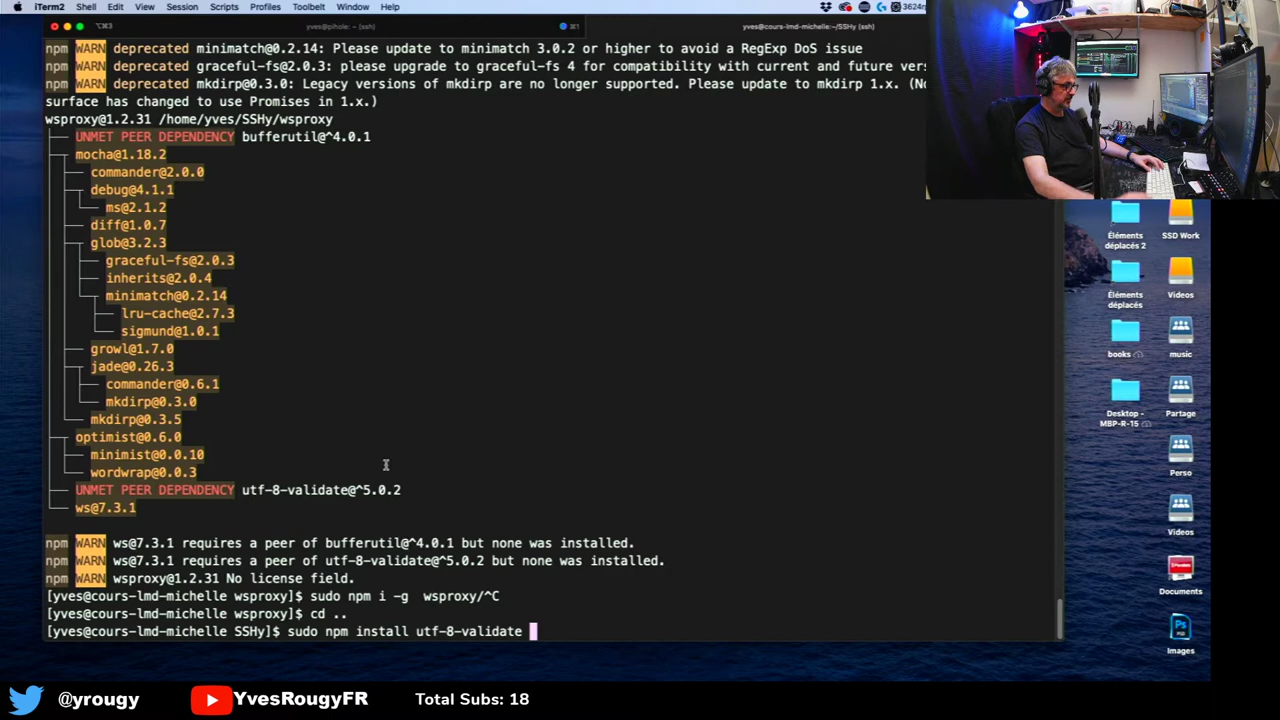 iTerm2 Shell Edit View Session Scripts Profiles Toolbelt Window Help 3624r
⌥⌘3 yves@pihole: ~ (ssh) ⌘1 yves@cours-lmd-michelle:~/SSHy (ssh)
npm WARN deprecated minimatch@0.2.14: Please update to minimatch 3.0.2 or higher to avoid a RegExp DoS issue
npm WARN deprecated graceful-fs@2.0.3: please upgrade to graceful-fs 4 for compatibility with current and future ver
npm WARN deprecated mkdirp@0.3.0: Legacy versions of mkdirp are no longer supported. Please update to mkdirp 1.x. (No
surface has changed to use Promises in 1.x.)
wsproxy@1.2.31 /home/yves/SSHy/wsproxy
├── UNMET PEER DEPENDENCY bufferutil@^4.0.1
├─┬ mocha@1.18.2
│ ├── commander@2.0.0
│ ├─┬ debug@4.1.1
│ │ └── ms@2.1.2
│ ├── diff@1.0.7
│ ├─┬ glob@3.2.3
│ │ ├── graceful-fs@2.0.3
│ │ ├── inherits@2.0.4
│ │ └─┬ minimatch@0.2.14
│ │   ├── lru-cache@2.7.3
│ │   └── sigmund@1.0.1
│ ├── growl@1.7.0
│ ├─┬ jade@0.26.3
│ │ ├── commander@0.6.1
│ │ └── mkdirp@0.3.0
│ └── mkdirp@0.3.5
├─┬ optimist@0.6.0
│ ├── minimist@0.0.10
│ └── wordwrap@0.0.3
├── UNMET PEER DEPENDENCY utf-8-validate@^5.0.2
└── ws@7.3.1
npm WARN ws@7.3.1 requires a peer of bufferutil@^4.0.1 but none was installed.
npm WARN ws@7.3.1 requires a peer of utf-8-validate@^5.0.2 but none was installed.
npm WARN wsproxy@1.2.31 No license field.
[yves@cours-lmd-michelle wsproxy]$ sudo npm i -g  wsproxy/^C
[yves@cours-lmd-michelle wsproxy]$ cd ..
[yves@cours-lmd-michelle SSHy]$ sudo npm install utf-8-validate
Éléments déplacés 2
SSD Work
Éléments déplacés
Videos
books
music
Desktop - MBP-R-15
Partage
Perso
Vidéos
Documents
Images
@yrougy YvesRougyFR Total Subs: 18